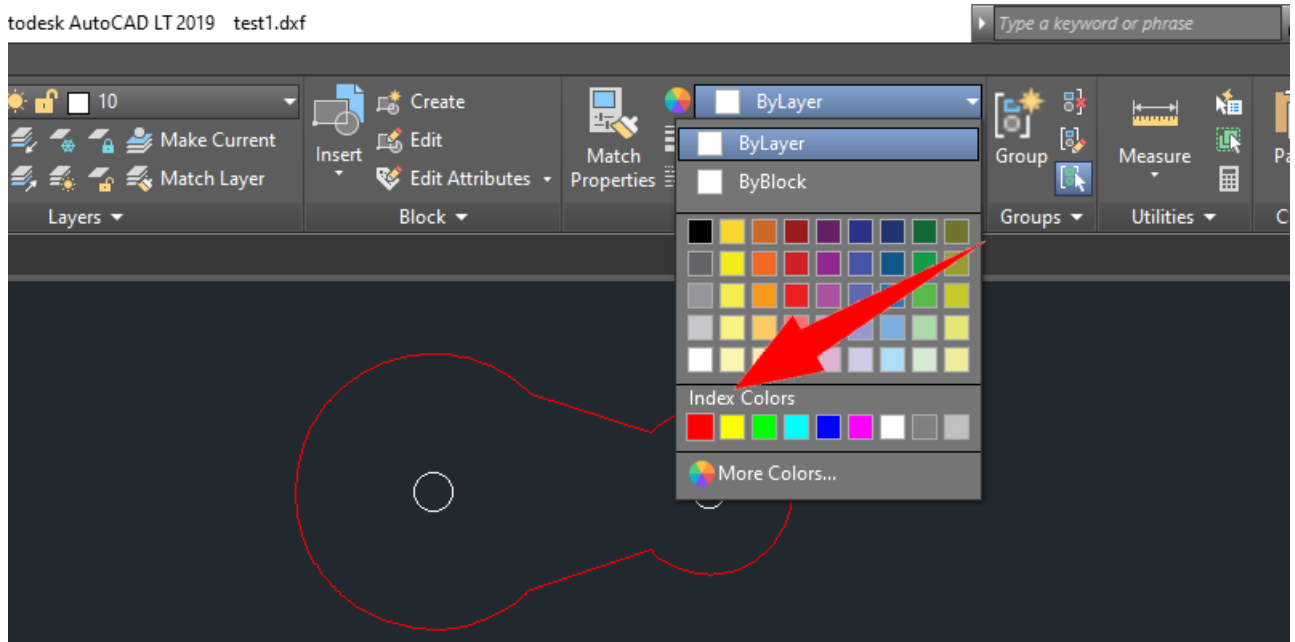 todesk AutoCAD LT 2019 test1.dxf
Type a keyword or phrase
10
Make Current
Match Layer
Layers
Insert
Create
Edit
Edit Attributes
Block
Match
Properties
ByLayer
ByLayer
ByBlock
Index Colors
More Colors...
Group
Groups
Measure
Utilities
Pa
C